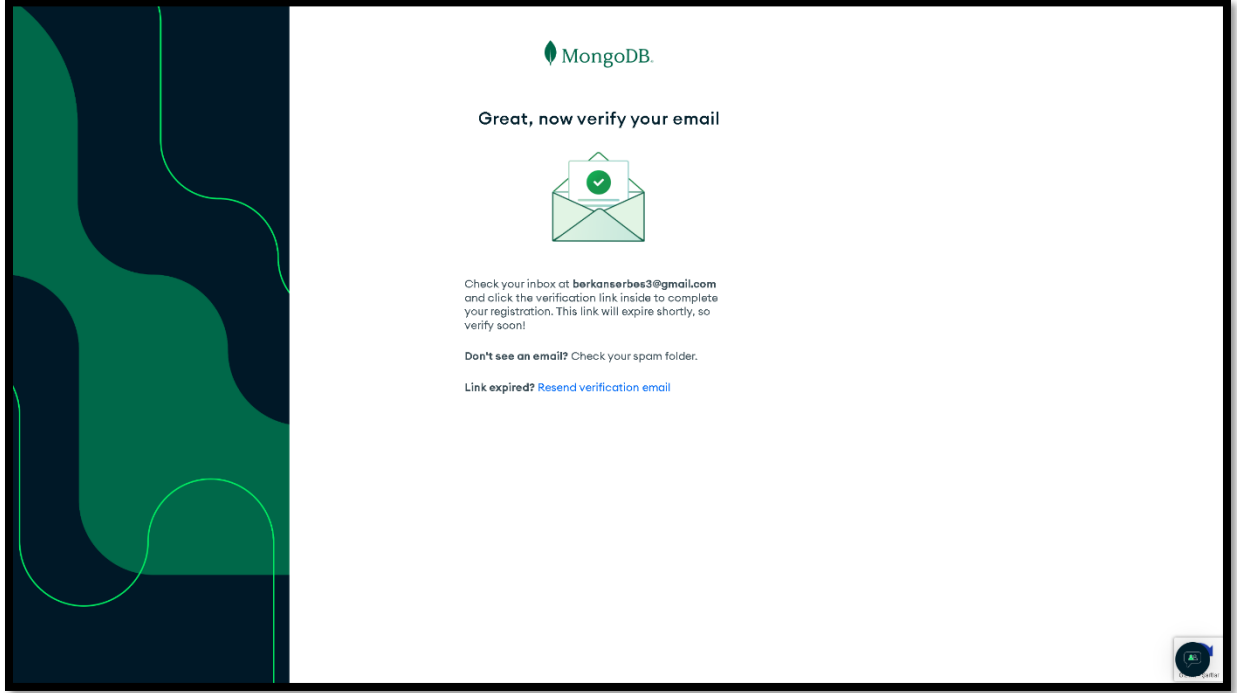 MongoDB.
Great, now verify your email
Check your inbox at berkanserbes3@gmail.com
and click the verification link inside to complete
your registration. This link will expire shortly, so
verify soon!
Don't see an email? Check your spam folder.
Link expired? Resend verification email